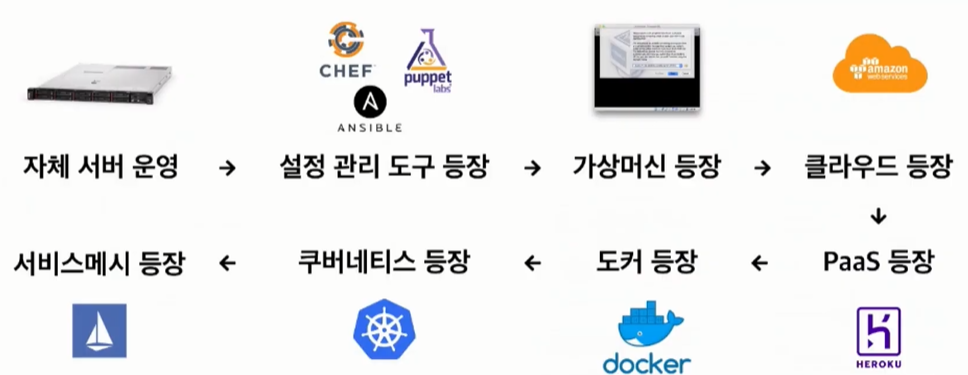 CHEF
puppet
labs
ANSIBLE
amazon
web services
자체 서버 운영 → 설정 관리 도구 등장 → 가상머신 등장 → 클라우드 등장
↓
서비스메시 등장 ← 쿠버네티스 등장 ← 도커 등장 ← PaaS 등장
docker
HEROKU